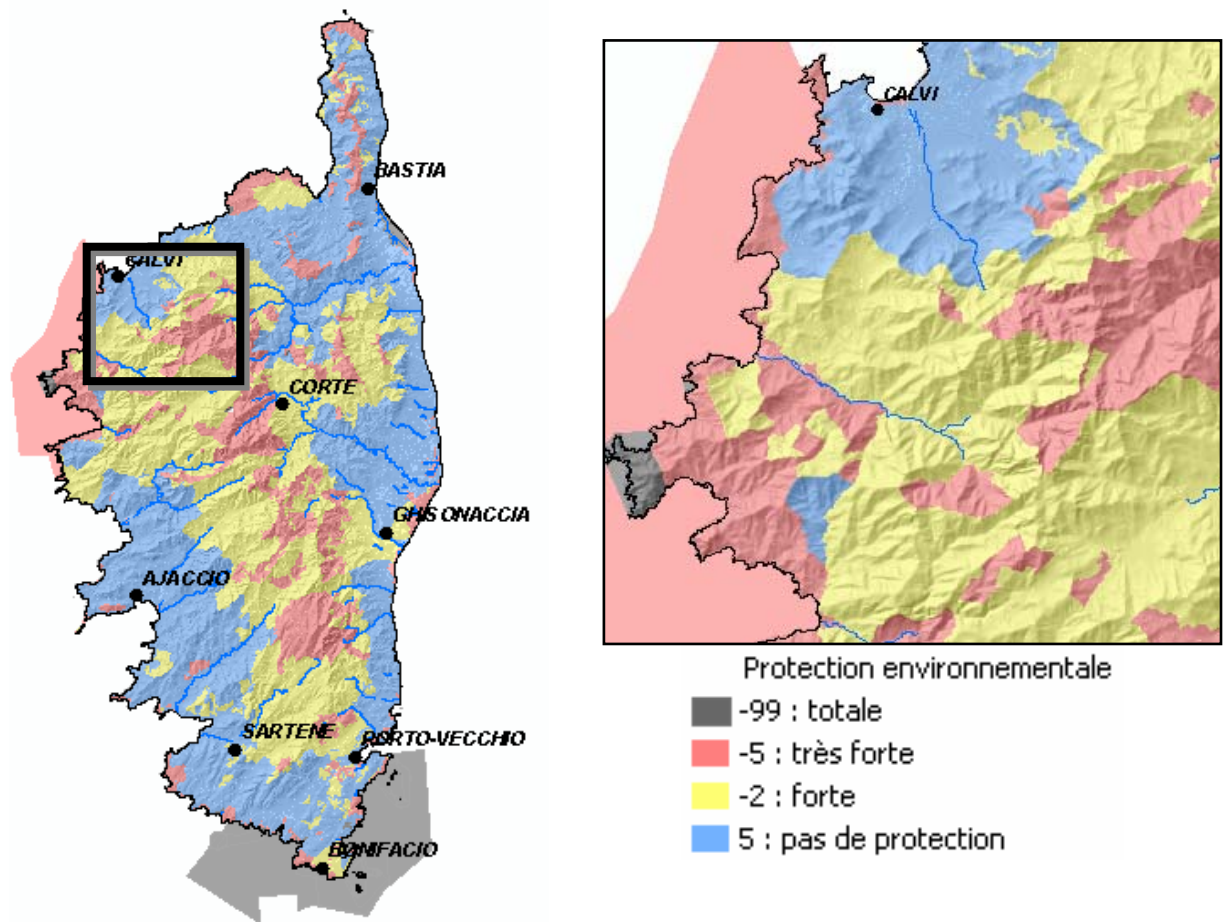 BASTIA
CALVI
CORTE
GHISONACCIA
AJACCIO
SARTENE
PORTO-VECCHIO
BONIFACIO
CALVI
Protection environnementale
-99 : totale
-5 : très forte
-2 : forte
5 : pas de protection